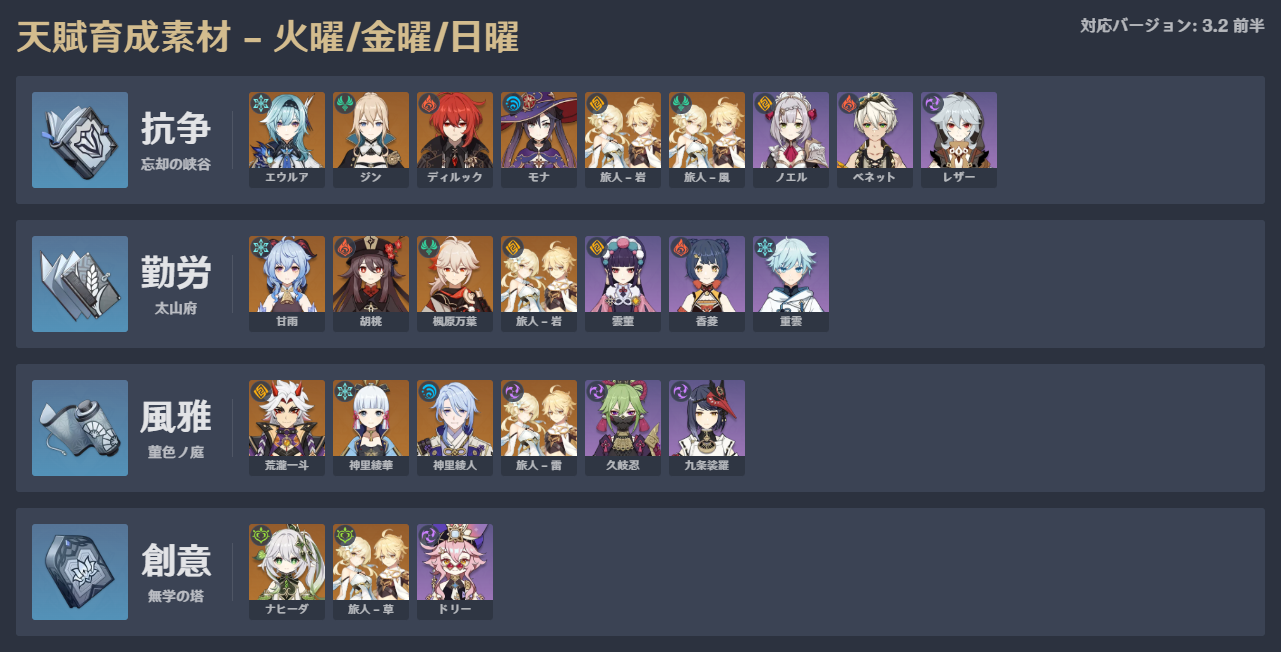 天賦育成素材 – 火曜/金曜/日曜
対応バージョン: 3.2 前半
抗争
忘却の峡谷
エウルア
ジン
ディルック
モナ
旅人 – 岩
旅人 – 風
ノエル
ベネット
レザー
勤労
太山府
甘雨
胡桃
楓原万葉
旅人 – 岩
雲菫
香菱
重雲
風雅
菫色ノ庭
荒瀧一斗
神里綾華
神里綾人
旅人 – 雷
久岐忍
九条裟羅
創意
無学の塔
ナヒーダ
旅人 – 草
ドリー